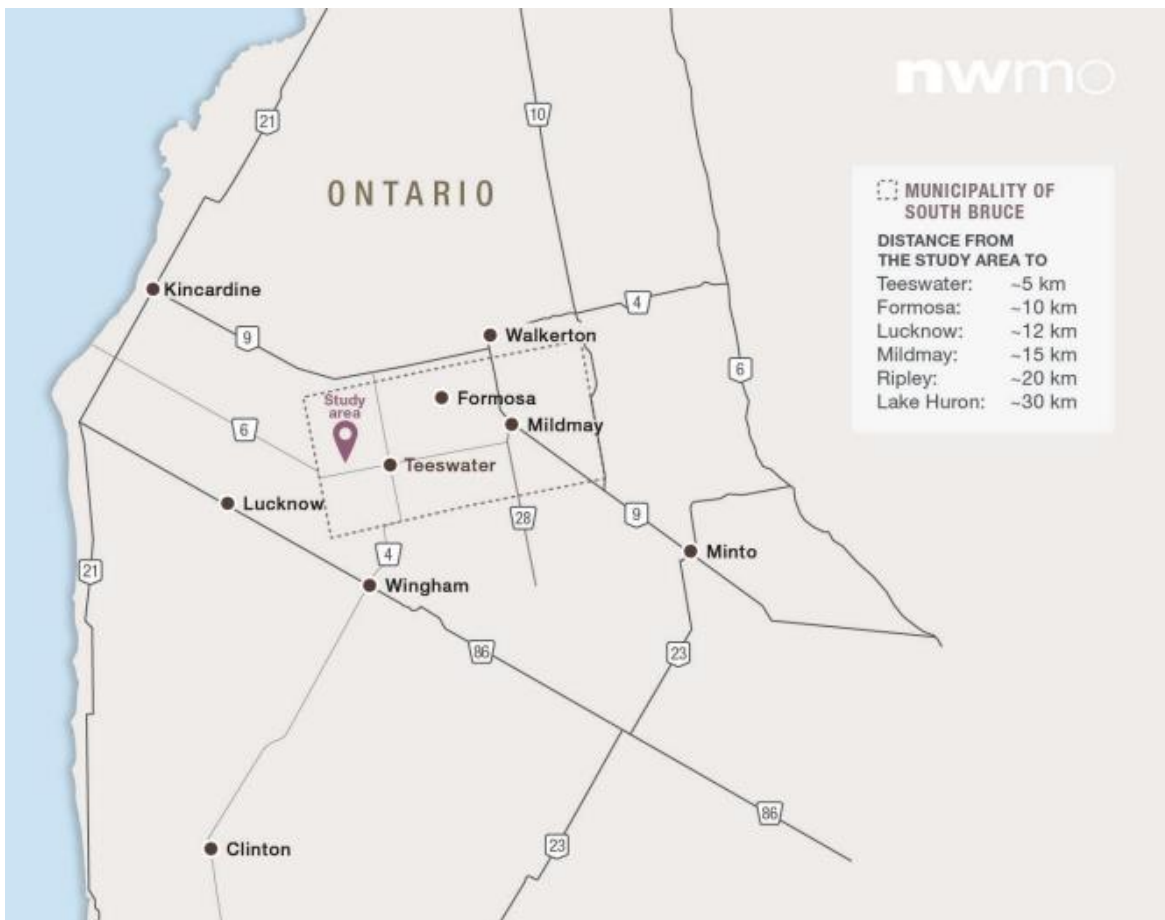 nwmo
21
10
ONTARIO
MUNICIPALITY OF
SOUTH BRUCE
DISTANCE FROM
THE STUDY AREA TO
Teeswater: ~5 km
Formosa: ~10 km
Lucknow: ~12 km
Mildmay: ~15 km
Ripley: ~20 km
Lake Huron: ~30 km
Kincardine
4
9
Walkerton
6
Study
area
Formosa
Mildmay
6
Teeswater
Lucknow
28
9
4
Minto
21
Wingham
86
23
86
23
Clinton